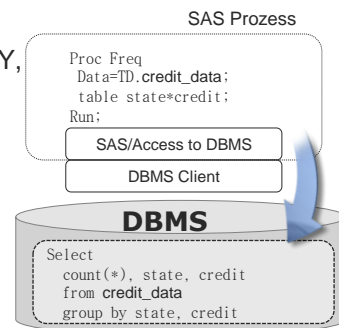 SAS Prozess
Y,
Proc Freq
Data=TD.credit_data;
table state*credit;
Run;
SAS/Access to DBMS
DBMS Client
DBMS
Select
count(*), state, credit
from credit_data
group by state, credit